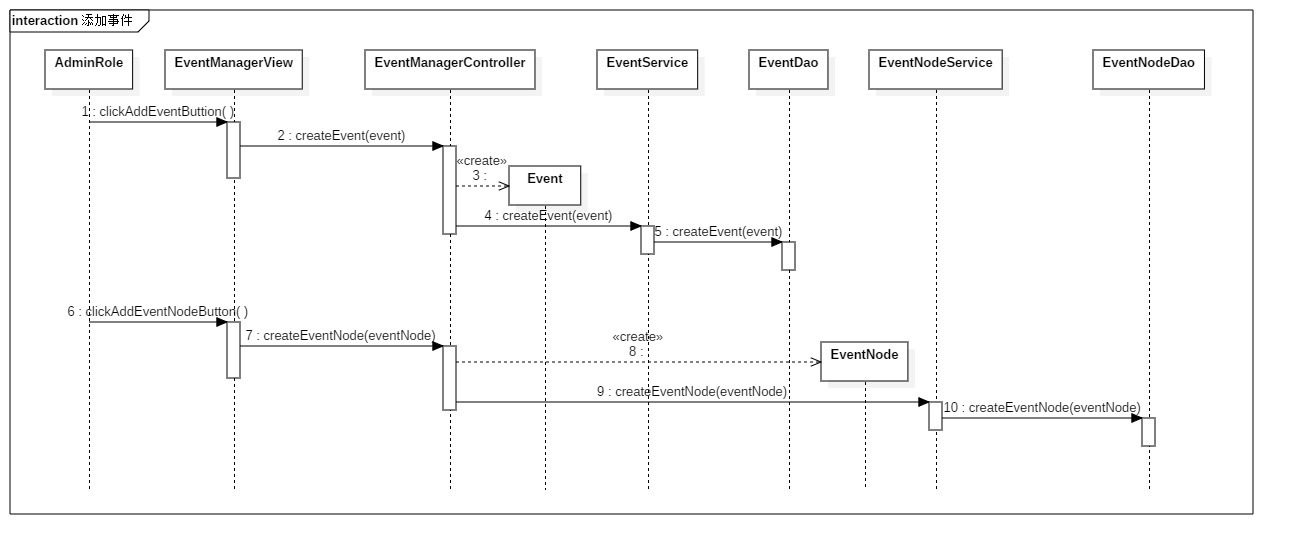 interaction 添加事件
AdminRole
EventManagerView
EventManagerController
EventService
EventDao
EventNodeService
EventNodeDao
1 : clickAddEventButtion( )
2 : createEvent(event)
«create»
3 :
Event
4 : createEvent(event)
5 : createEvent(event)
6 : clickAddEventNodeButton( )
7 : createEventNode(eventNode)
«create»
8 :
EventNode
9 : createEventNode(eventNode)
10 : createEventNode(eventNode)